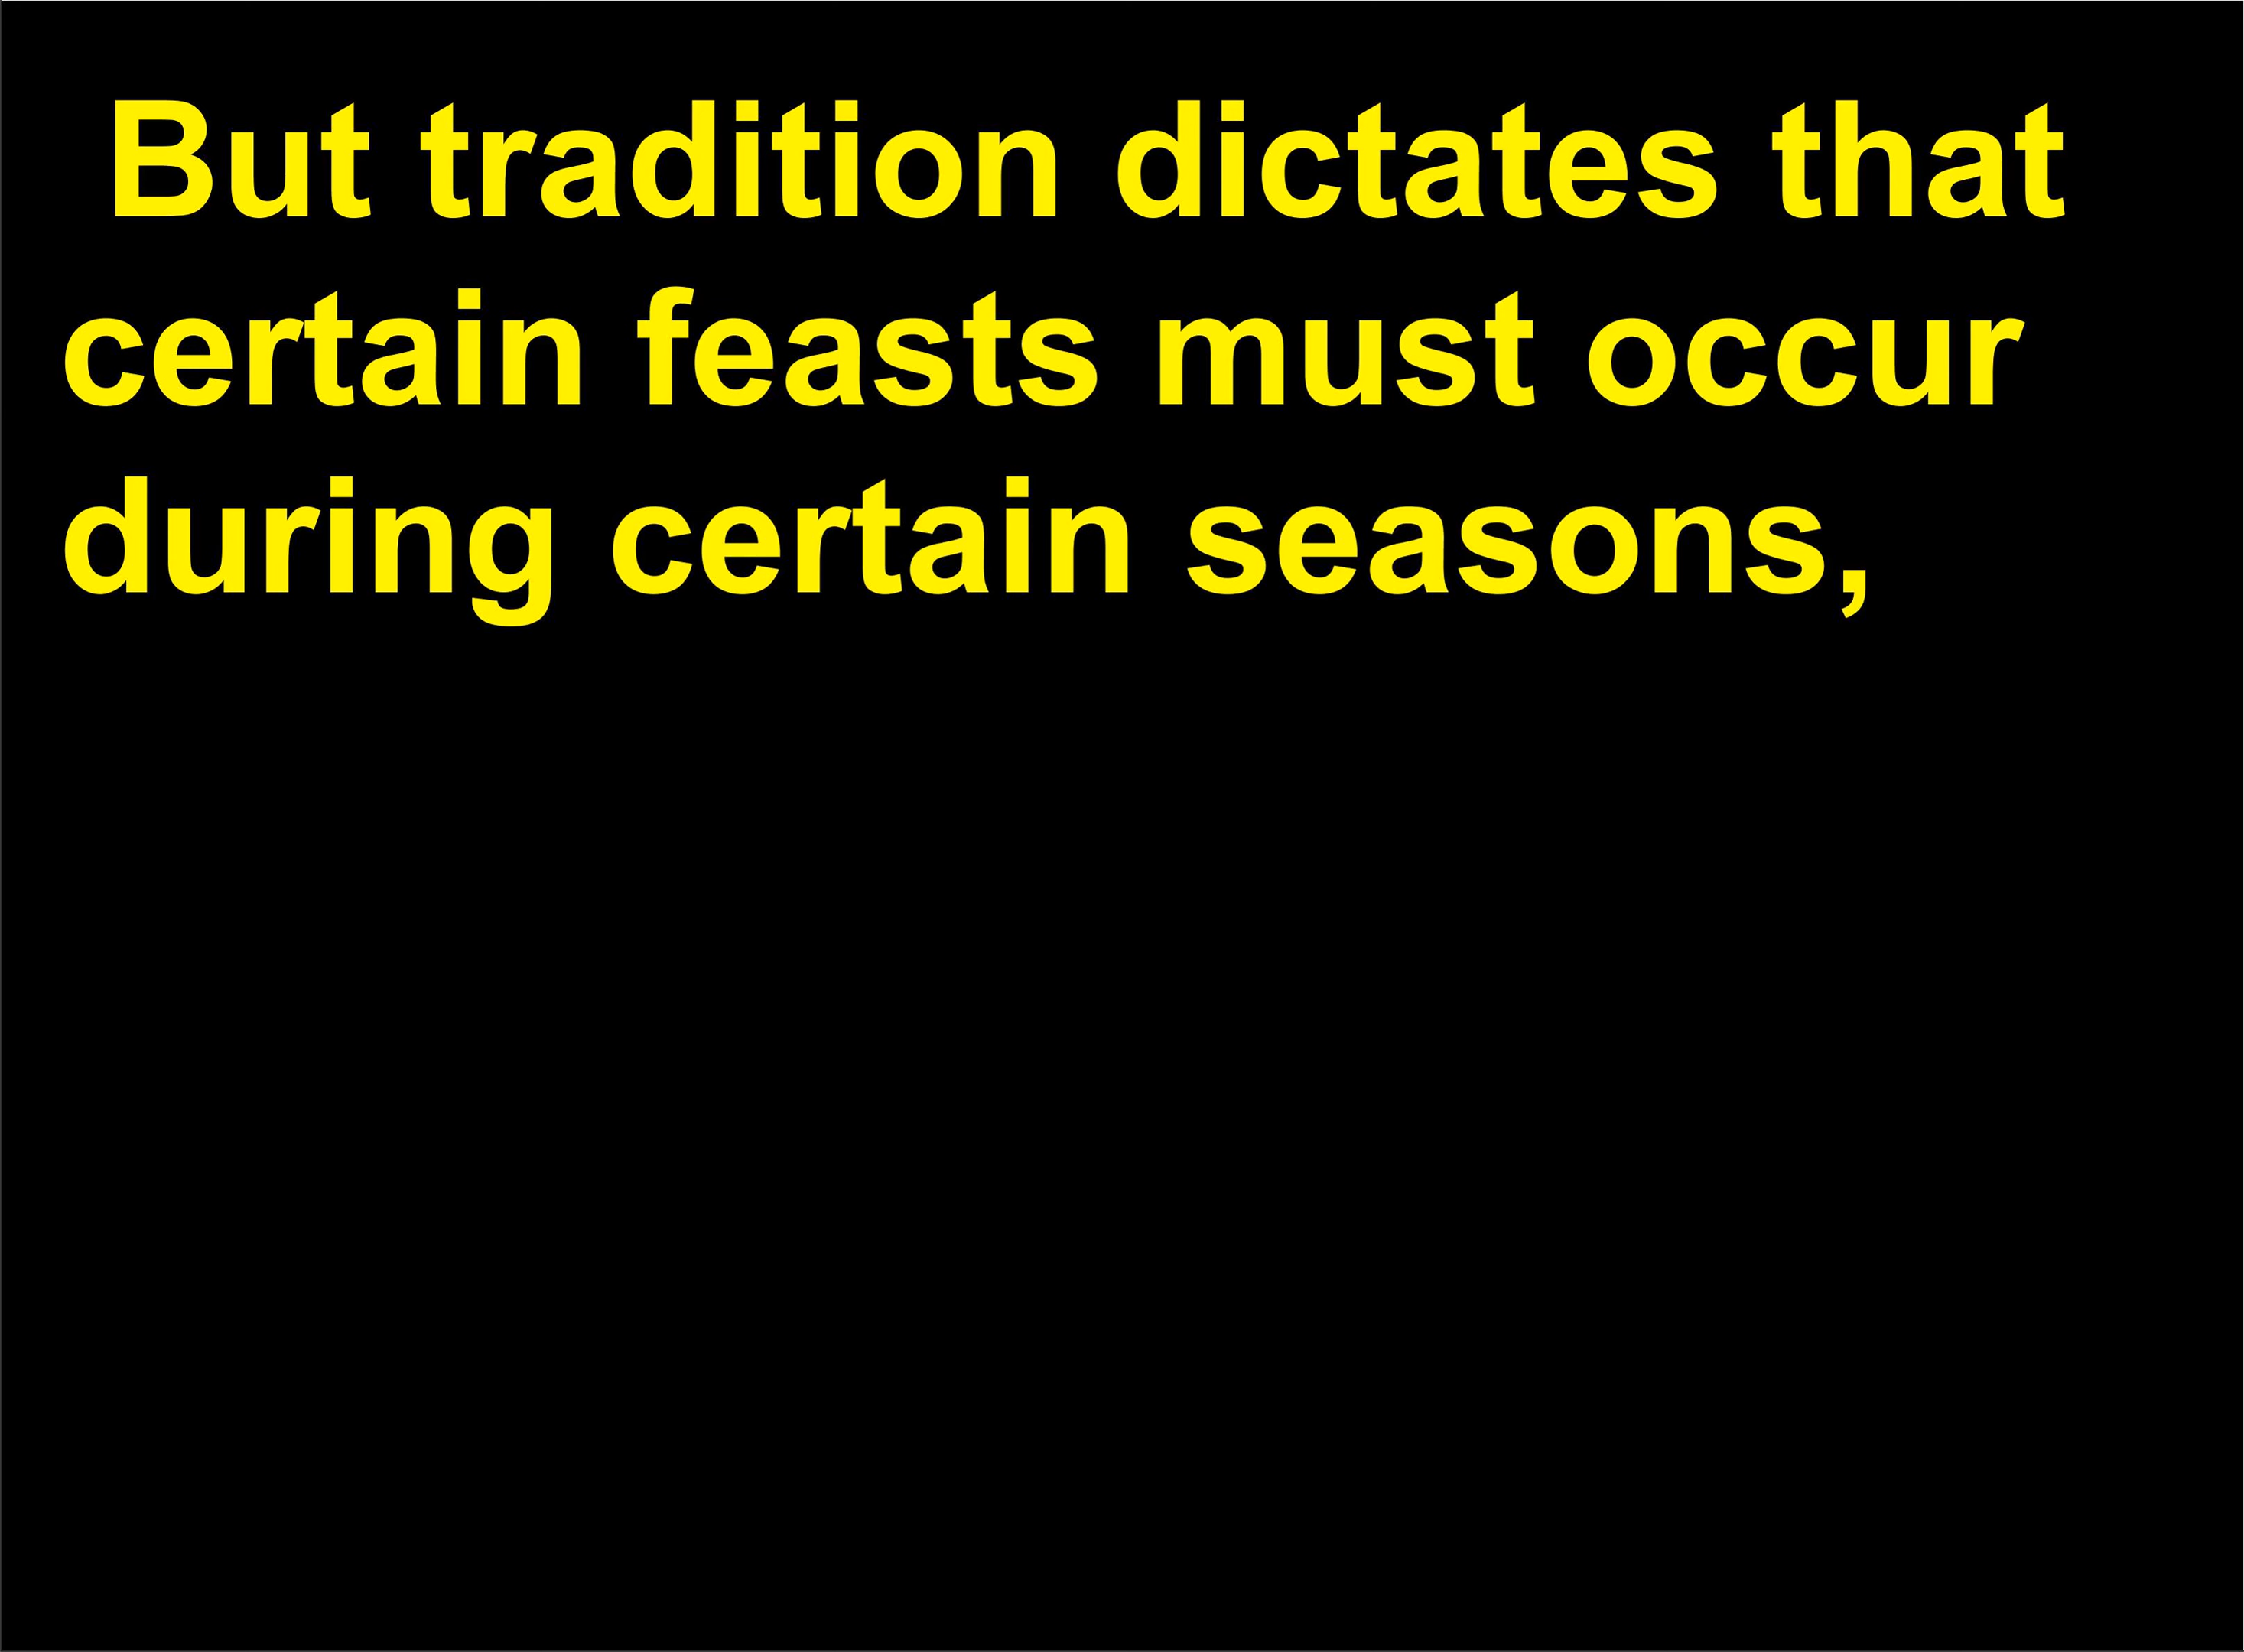 But tradition dictates that
certain feasts must occur
during certain seasons,